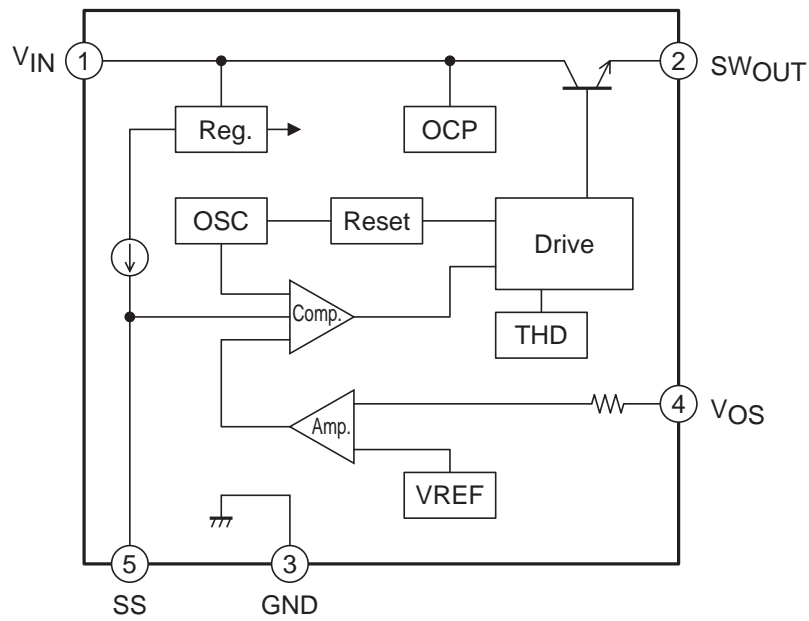 VIN
1
2
SWOUT
Reg.
OCP
OSC
Reset
Drive
Comp.
THD
Amp.
4
VOS
VREF
5
3
SS
GND